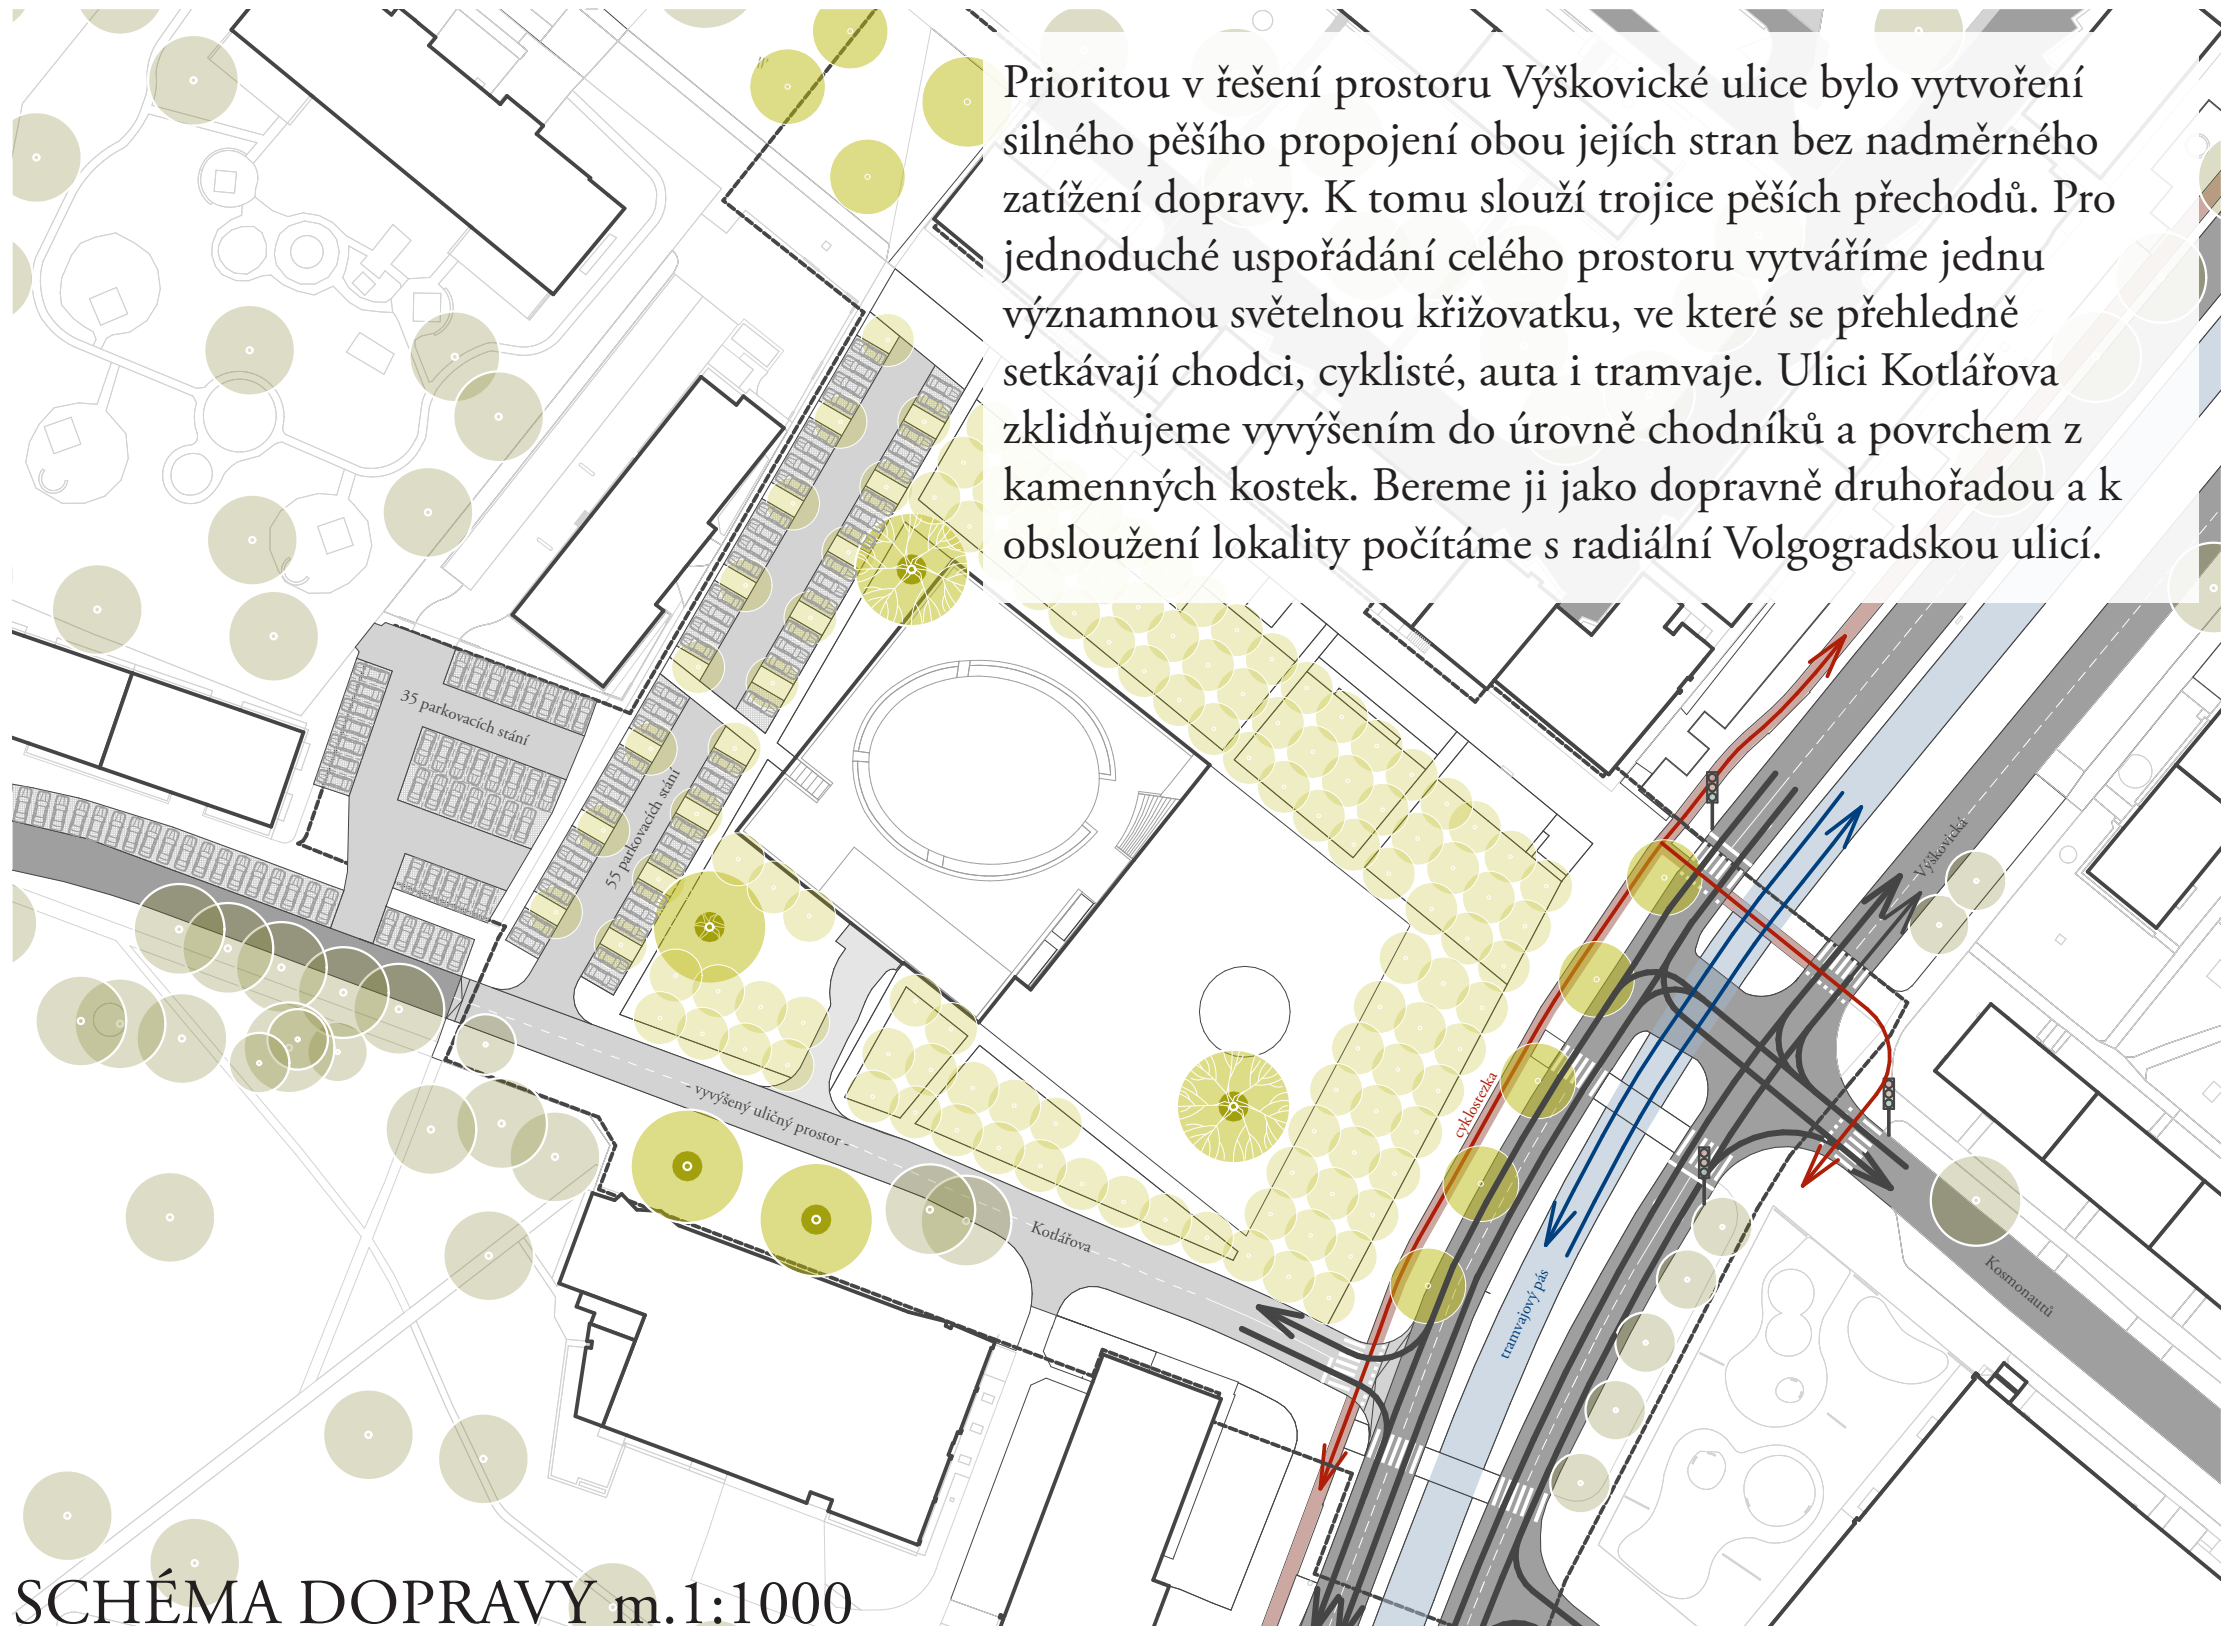 Prioritou v řešení prostoru Výškovické ulice bylo vytvoření
silného pěšího propojení obou jejích stran bez nadměrného
zatížení dopravy. K tomu slouží trojice pěších přechodů. Pro
jednoduché uspořádání celého prostoru vytváříme jednu
významnou světelnou křižovatku, ve které se přehledně
setkávají chodci, cyklisté, auta i tramvaje. Ulici Kotlářova
zklidňujeme vyvýšením do úrovně chodníků a povrchem z
kamenných kostek. Bereme ji jako dopravně druhořadou a k
obsloužení lokality počítáme s radiální Volgogradskou ulicí.
35 parkovacích stání
55 parkovacích stání
Výškovická
- vyvýšený uličný prostor -
cyklostezka
Kotlářova
tramvajový pás
Kosmonautů
SCHÉMA DOPRAVY m.1:1000